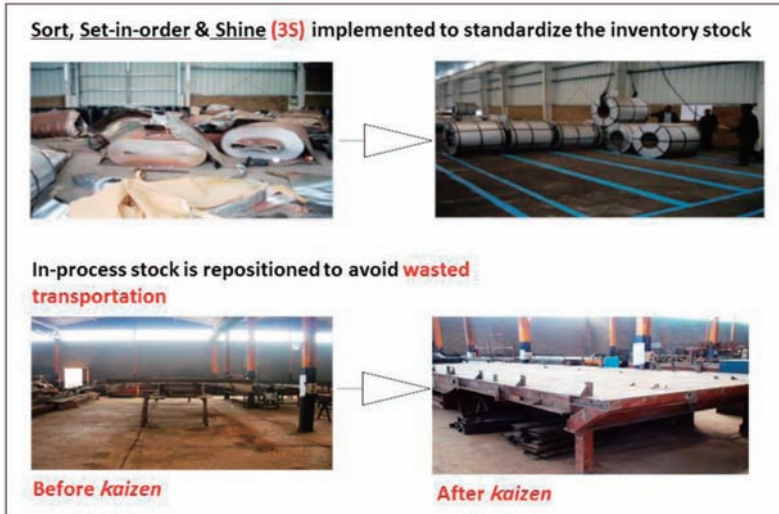 Sort, Set-in-order & Shine (3S) implemented to standardize the inventory stock
In-process stock is repositioned to avoid wasted
transportation
Before kaizen
After kaizen